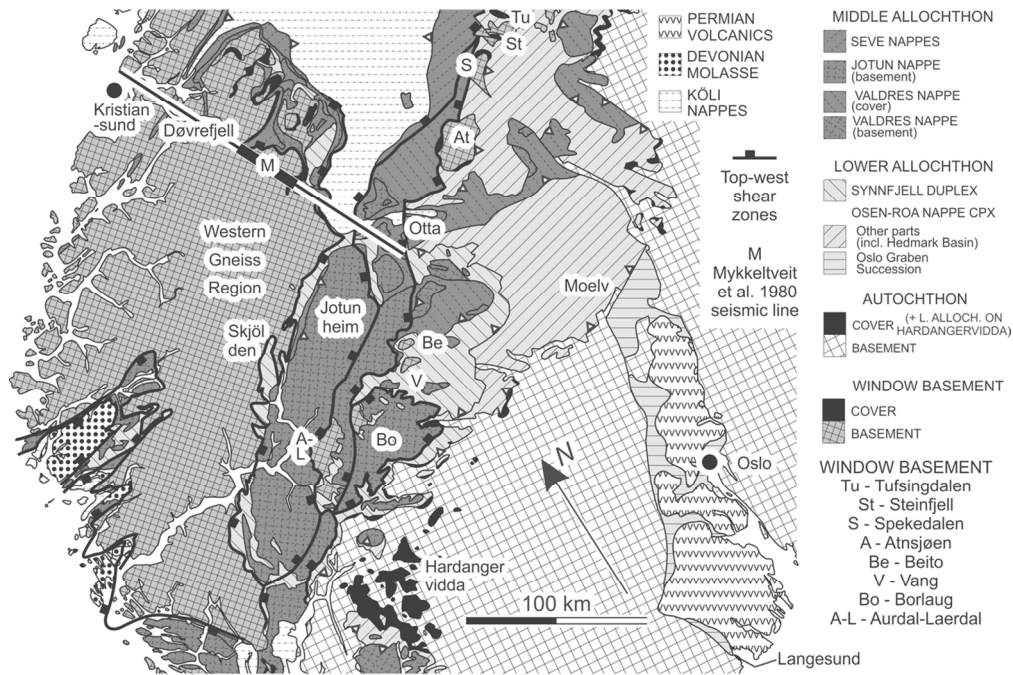 Tu
St
S
At
Kristian
-sund
Døvrefjell
M
Otta
Western
Gneiss
Region
Skjöl
den
Jotun
heim
Moelv
Be
V
Bo
A-
L
N
Hardanger
vidda
100 km
Oslo
Langesund
PERMIAN
VOLCANICS
DEVONIAN
MOLASSE
KÖLI
NAPPES
Top-west
shear
zones
M
Mykkeltveit
et al. 1980
seismic line
MIDDLE ALLOCHTHON
SEVE NAPPES
JOTUN NAPPE
(basement)
VALDRES NAPPE
(cover)
VALDRES NAPPE
(basement)
LOWER ALLOCHTHON
SYNNFJELL DUPLEX
OSEN-ROA NAPPE CPX
Other parts
(incl. Hedmark Basin)
Oslo Graben
Succession
AUTOCHTHON
COVER (+ L. ALLOCH. ON
HARDANGERVIDDA)
BASEMENT
WINDOW BASEMENT
COVER
BASEMENT
WINDOW BASEMENT
Tu - Tufsingdalen
St - Steinfjell
S - Spekedalen
A - Atnsjøen
Be - Beito
V - Vang
Bo - Borlaug
A-L - Aurdal-Laerdal